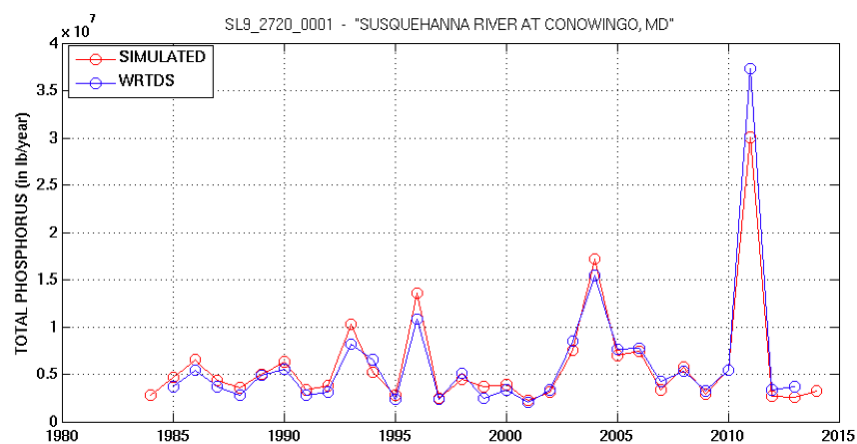 SL9_2720_0001 - "SUSQUEHANNA RIVER AT CONOWINGO, MD"
4 x 10^7
SIMULATED
WRTDS
3.5
3
2.5
2
1.5
1
0.5
0
TOTAL PHOSPHORUS (in lb/year)
1980 1985 1990 1995 2000 2005 2010 2015